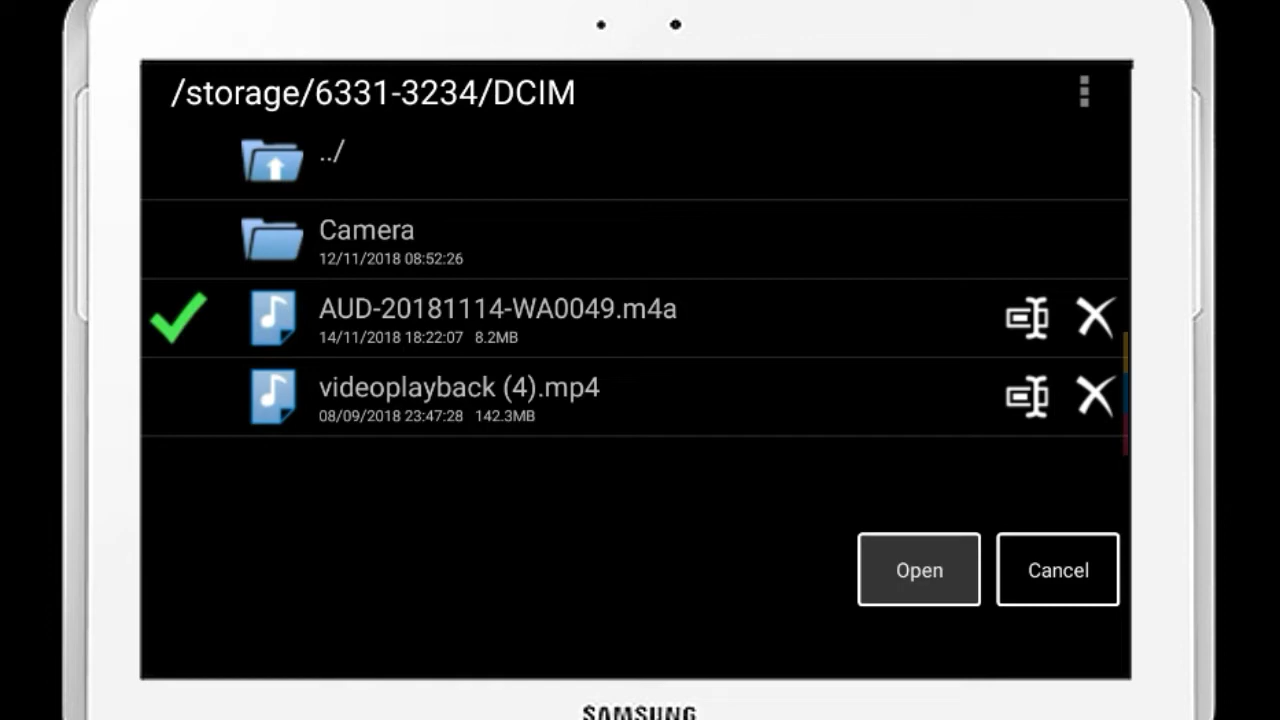 /storage/6331-3234/DCIM
../
Camera
12/11/2018 08:52:26
AUD-20181114-WA0049.m4a
14/11/2018 18:22:07 8.2MB
videoplayback (4).mp4
08/09/2018 23:47:28 142.3MB
Open Cancel
SAMSUNG